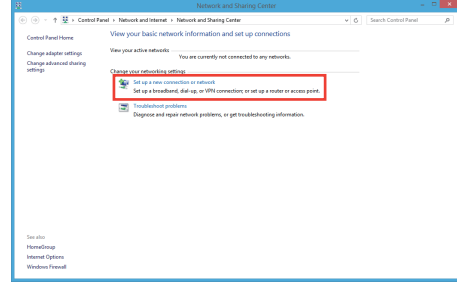 Network and Sharing Center
Control Panel › Network and Internet › Network and Sharing Center
Search Control Panel
Control Panel Home
Change adapter settings
Change advanced sharing
settings
View your basic network information and set up connections
View your active networks
You are currently not connected to any networks.
Change your networking settings
Set up a new connection or network
Set up a broadband, dial-up, or VPN connection; or set up a router or access point.
Troubleshoot problems
Diagnose and repair network problems, or get troubleshooting information.
See also
HomeGroup
Internet Options
Windows Firewall